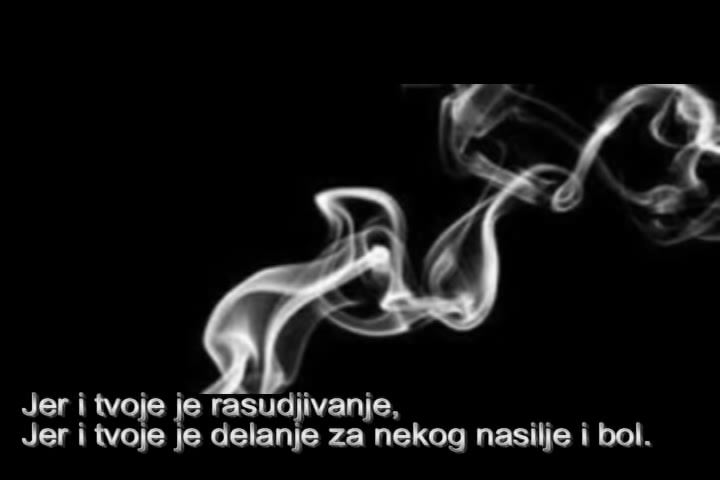 Jer i tvoje je rasudjivanje,
Jer i tvoje je delanje za nekog nasilje i bol.